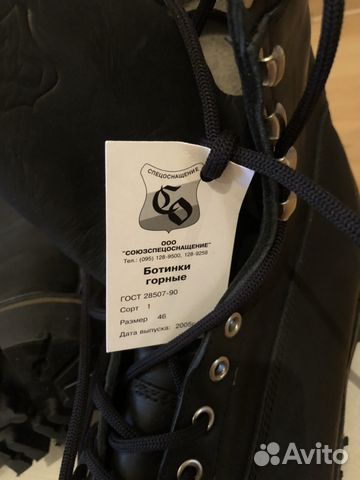 СПЕЦОСНАЩЕНИЕ
ООО
"СОЮЗСПЕЦОСНАЩЕНИЕ"
Тел.: (095) 128-9500, 128-9258
Ботинки
горные
ГОСТ 28507-90
Сорт 1
Размер 46
Дата выпуска: 2005г
Avito